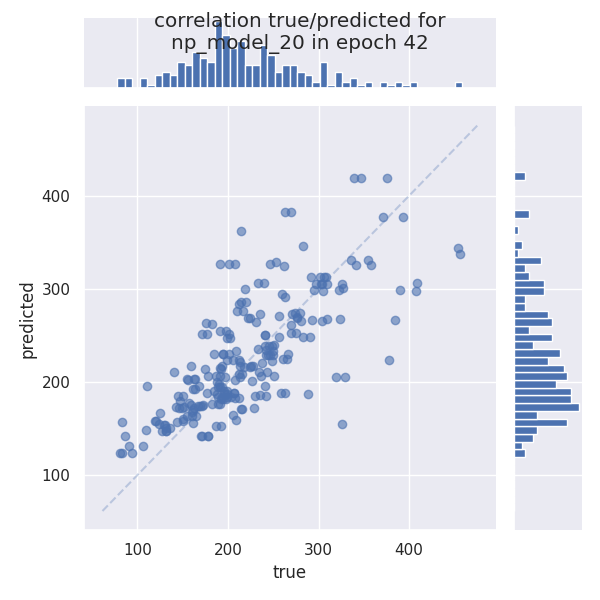 correlation true/predicted for
np_model_20 in epoch 42
400
300
200
100
predicted
100 200 300 400
true